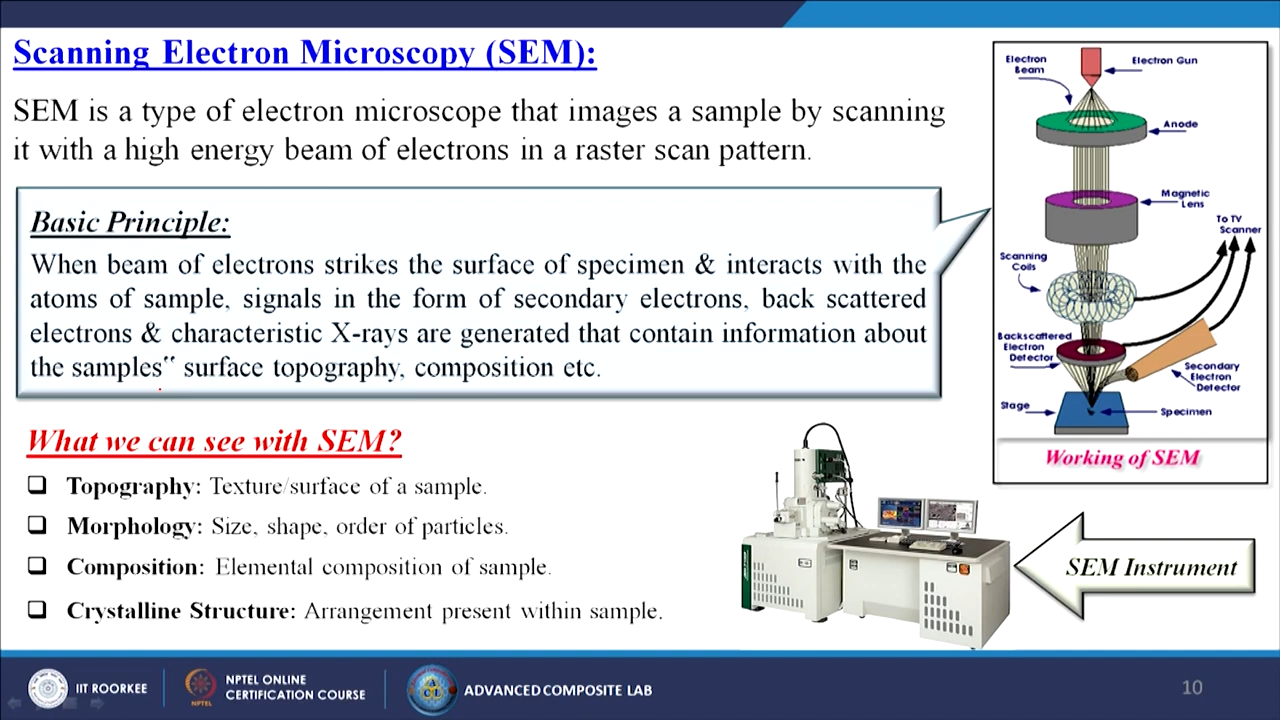 Scanning Electron Microscopy (SEM):
SEM is a type of electron microscope that images a sample by scanning
it with a high energy beam of electrons in a raster scan pattern.
Basic Principle:
When beam of electrons strikes the surface of specimen & interacts with the
atoms of sample, signals in the form of secondary electrons, back scattered
electrons & characteristic X-rays are generated that contain information about
the samples‟ surface topography, composition etc.
What we can see with SEM?
❑ Topography: Texture/surface of a sample.
❑ Morphology: Size, shape, order of particles.
❑ Composition: Elemental composition of sample.
❑ Crystalline Structure: Arrangement present within sample.
Electron
Beam
Electron Gun
Anode
Magnetic
Lens
To TV
Scanner
Scanning
Coils
Backscattered
Electron
Detector
Secondary
Electron
Detector
Stage
Specimen
Working of SEM
SEM Instrument
IIT ROORKEE
NPTEL
NPTEL ONLINE
CERTIFICATION COURSE
ACL
ADVANCED COMPOSITE LAB
10